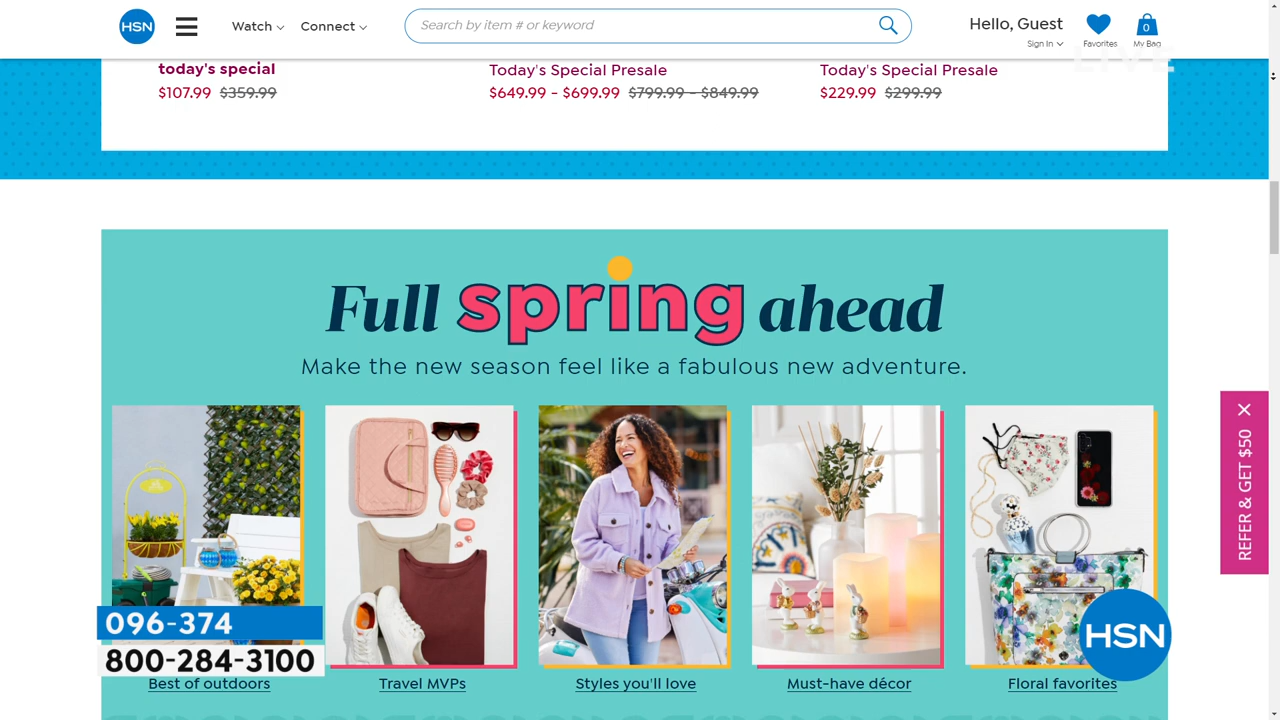 HSN
Watch
Connect
Search by item # or keyword
Hello, Guest
Sign In
Favorites
0
My Bag
LIVE
today's special
$107.99 $359.99
Today's Special Presale
$649.99 - $699.99 $799.99 - $849.99
Today's Special Presale
$229.99 $299.99
Full spring ahead
Make the new season feel like a fabulous new adventure.
REFER & GET $50
096-374
800-284-3100
HSN
Best of outdoors
Travel MVPs
Styles you'll love
Must-have décor
Floral favorites